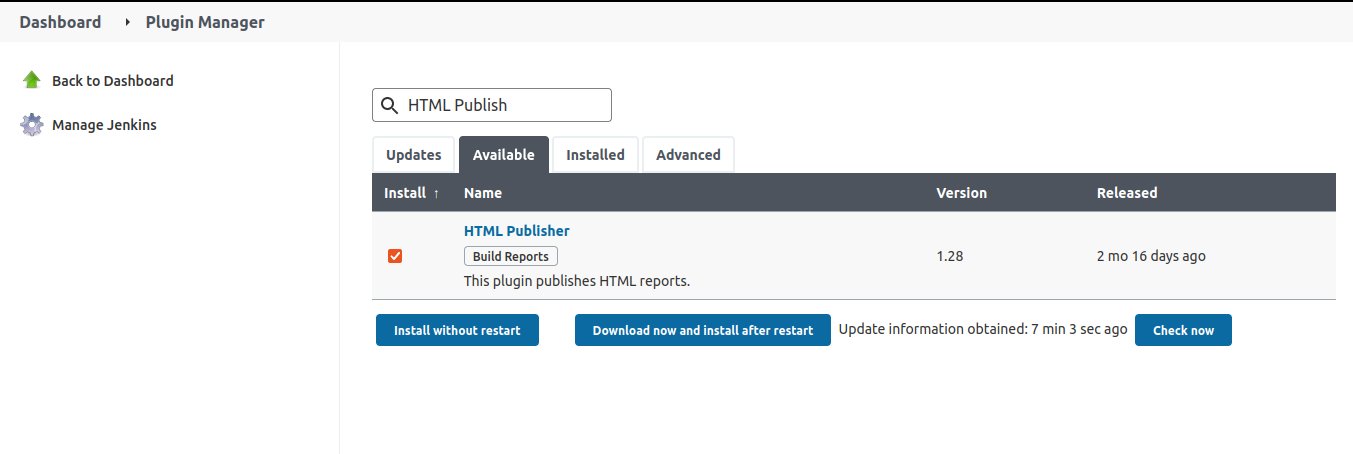 Dashboard Plugin Manager
Back to Dashboard
Manage Jenkins
HTML Publish
Updates Available Installed Advanced
Install ↑ Name Version Released
HTML Publisher
Build Reports
This plugin publishes HTML reports.
1.28
2 mo 16 days ago
Install without restart Download now and install after restart Update information obtained: 7 min 3 sec ago Check now